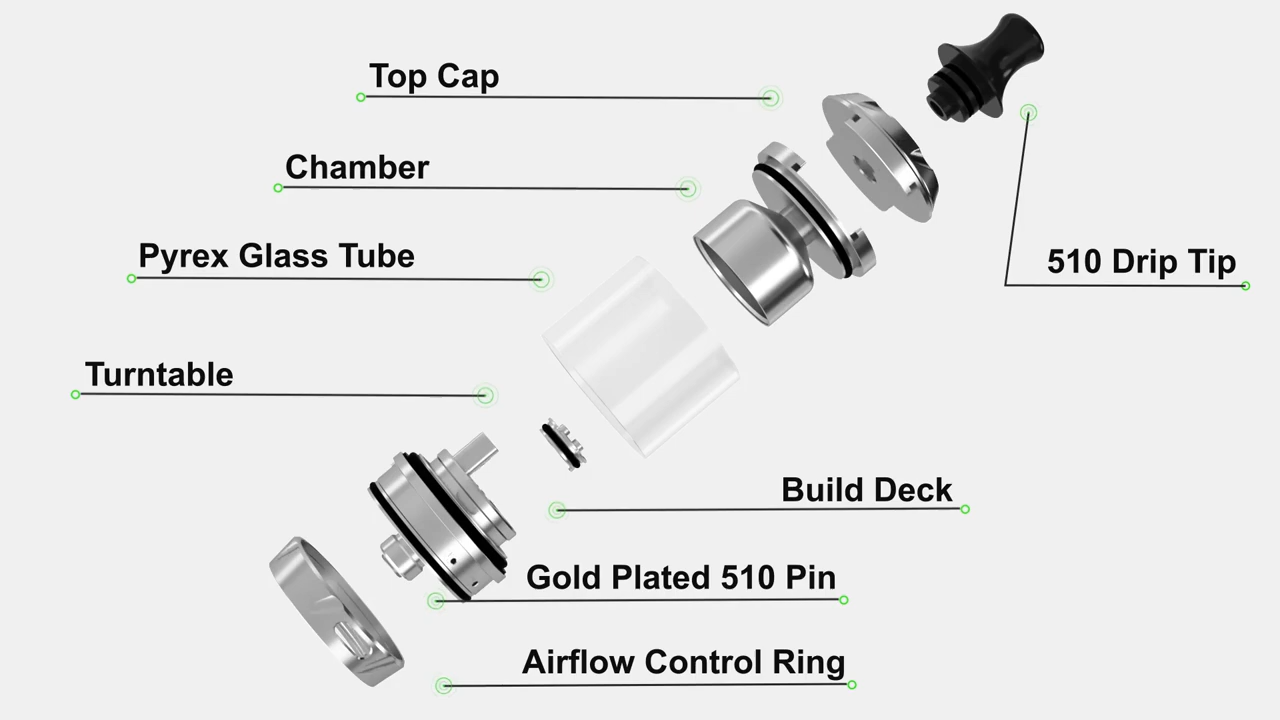 Top Cap
Chamber
Pyrex Glass Tube
510 Drip Tip
Turntable
Build Deck
Gold Plated 510 Pin
Airflow Control Ring